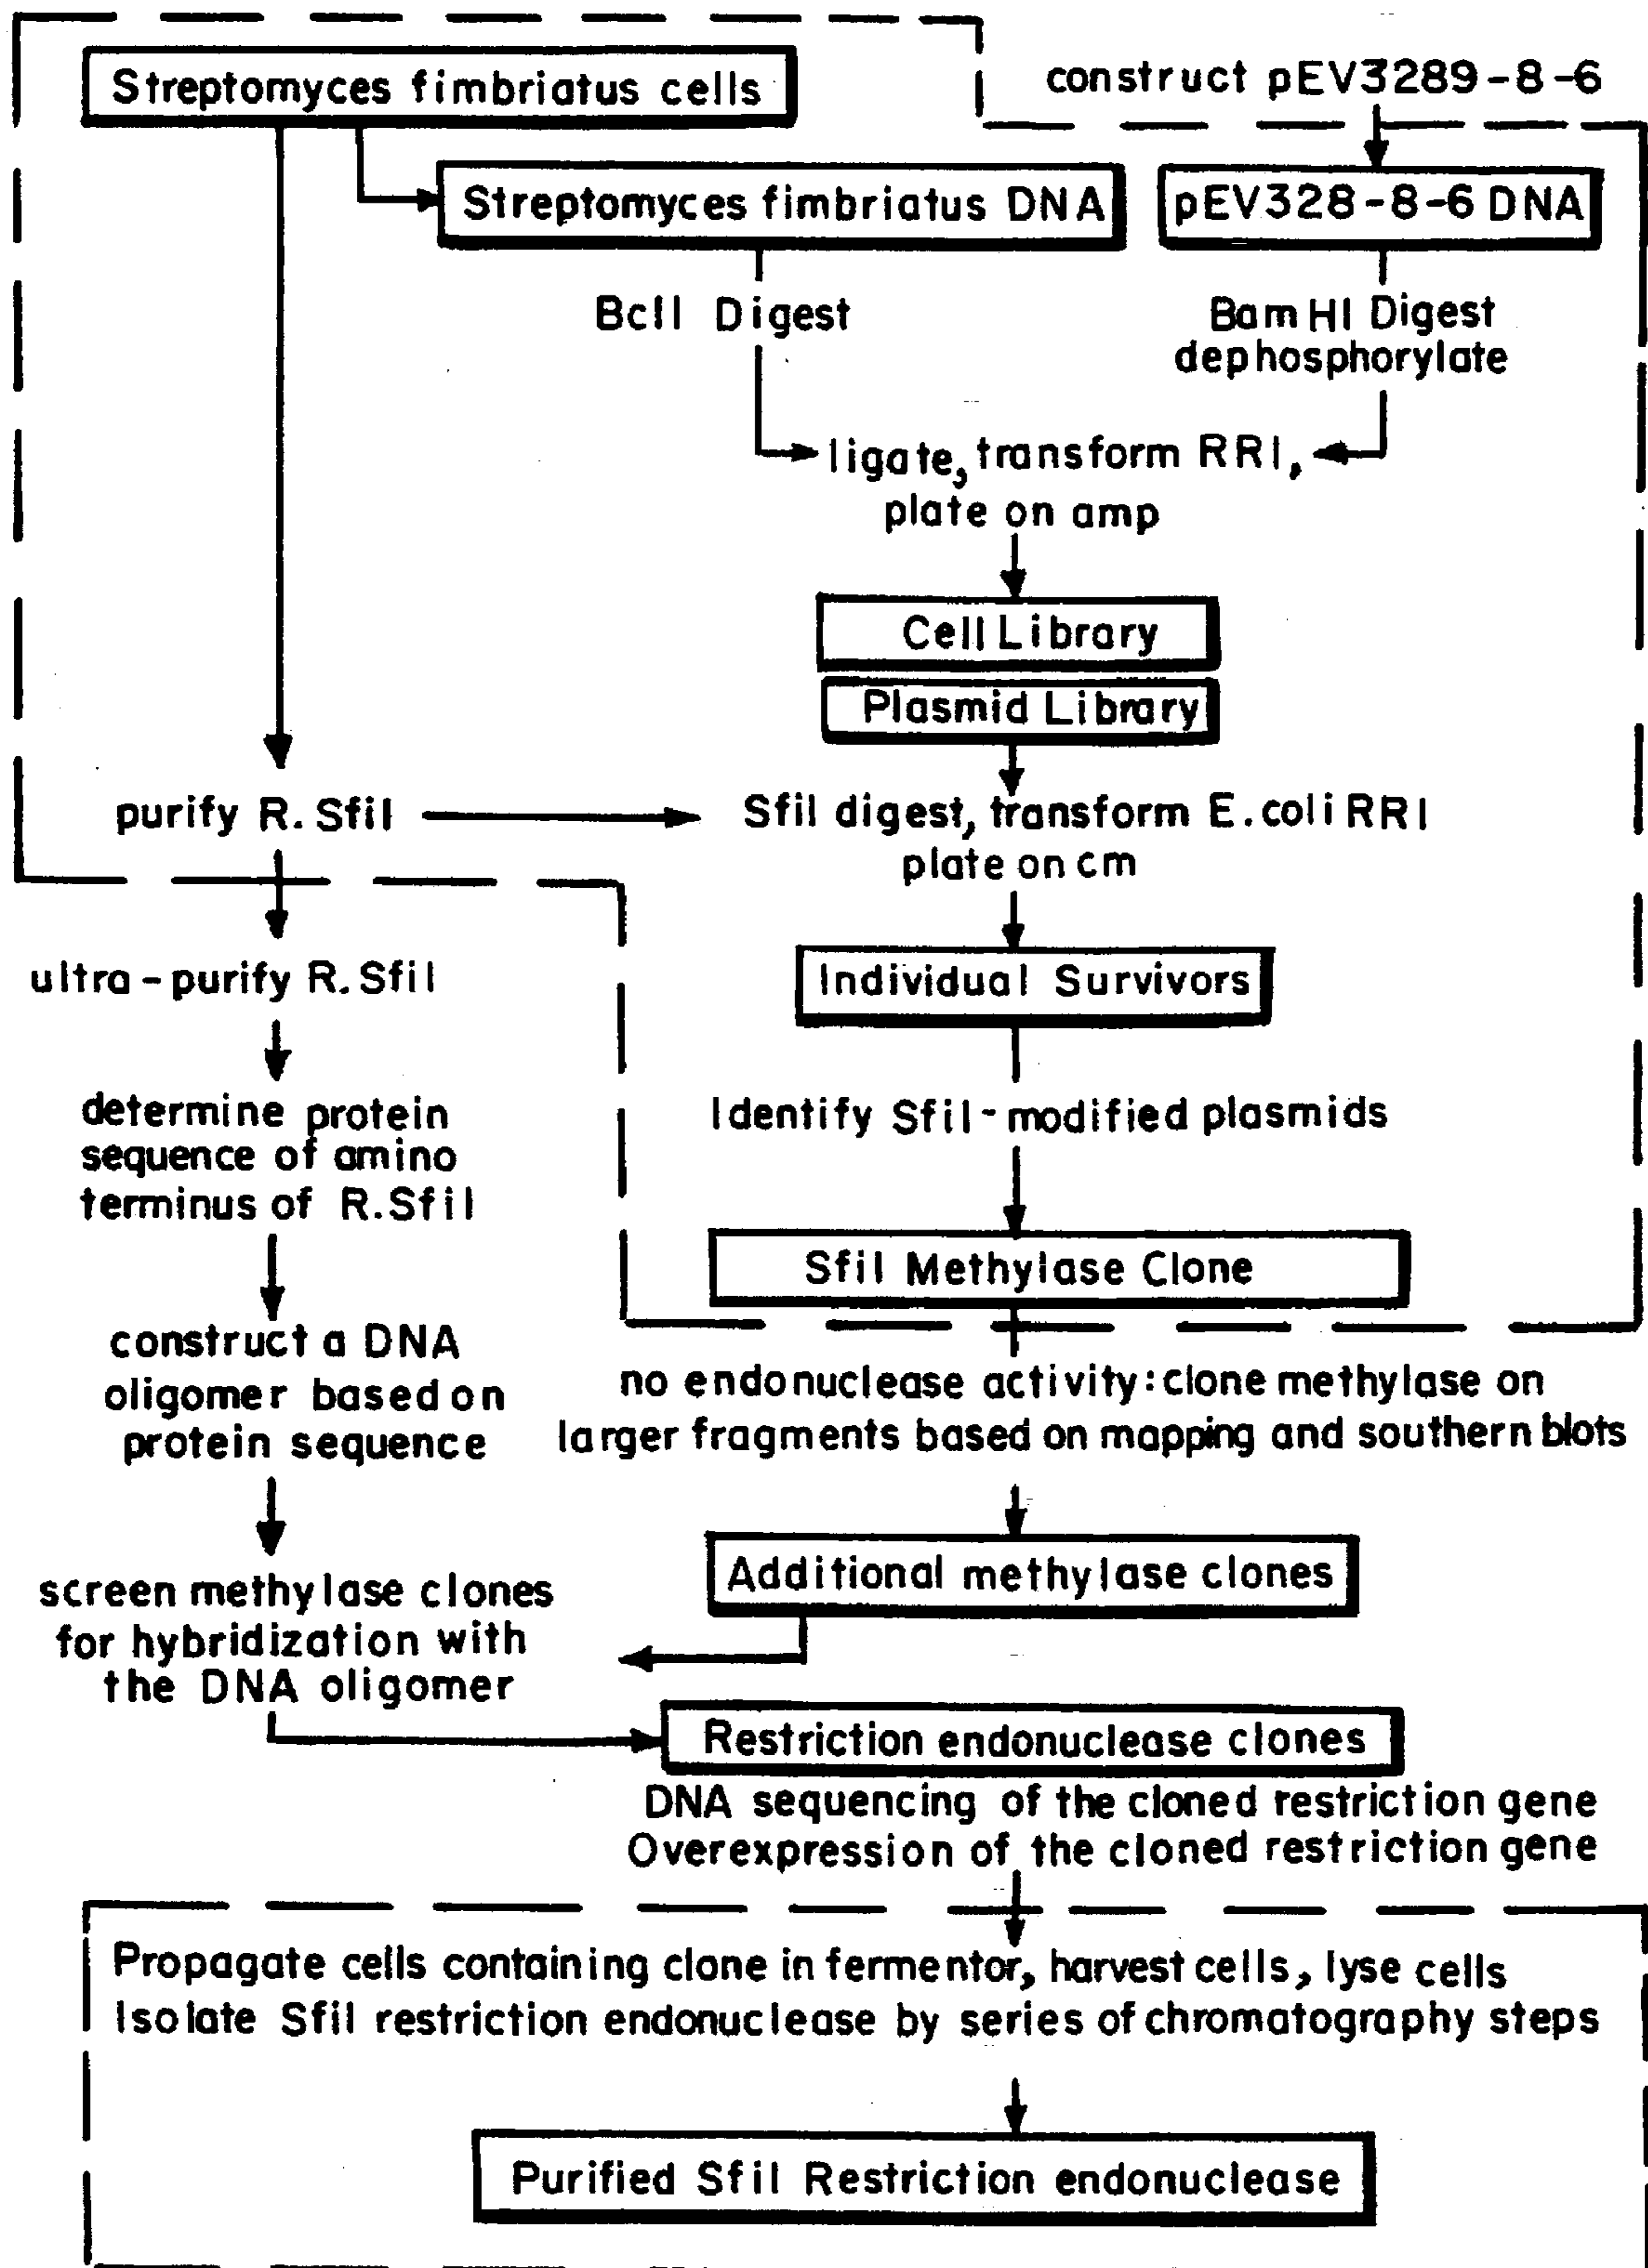 Streptomyces fimbriatus cells
construct pEV3289-8-6
Streptomyces fimbriatus DNA
pEV328-8-6 DNA
BclI Digest
Bam HI Digest
dephosphorylate
ligate, transform RRI,
plate on amp
Cell Library
Plasmid Library
purify R. SfiI
SfiI digest, transform E.coli RRI
plate on cm
ultra-purify R. SfiI
Individual Survivors
determine protein
sequence of amino
terminus of R.SfiI
Identify SfiI-modified plasmids
SfiI Methylase Clone
construct a DNA
oligomer based on
protein sequence
no endonuclease activity: clone methylase on
larger fragments based on mapping and southern blots
Additional methylase clones
screen methylase clones
for hybridization with
the DNA oligomer
Restriction endonuclease clones
DNA sequencing of the cloned restriction gene
Overexpression of the cloned restriction gene
Propagate cells containing clone in fermentor, harvest cells, lyse cells
Isolate SfiI restriction endonuclease by series of chromatography steps
Purified SfiI Restriction endonuclease